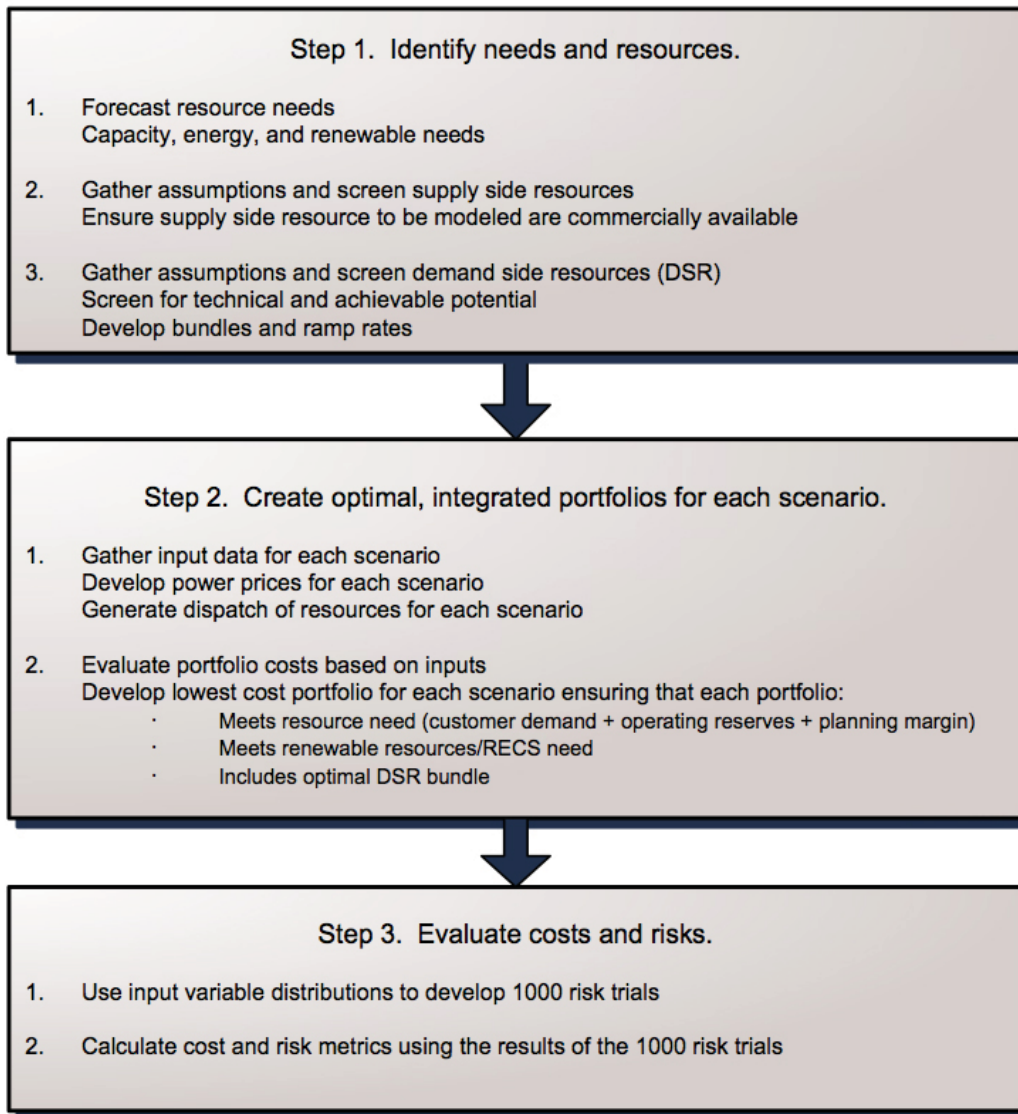 Step 1. Identify needs and resources.
1. Forecast resource needs
Capacity, energy, and renewable needs
2. Gather assumptions and screen supply side resources
Ensure supply side resource to be modeled are commercially available
3. Gather assumptions and screen demand side resources (DSR)
Screen for technical and achievable potential
Develop bundles and ramp rates
Step 2. Create optimal, integrated portfolios for each scenario.
1. Gather input data for each scenario
Develop power prices for each scenario
Generate dispatch of resources for each scenario
2. Evaluate portfolio costs based on inputs
Develop lowest cost portfolio for each scenario ensuring that each portfolio:
· Meets resource need (customer demand + operating reserves + planning margin)
· Meets renewable resources/RECS need
· Includes optimal DSR bundle
Step 3. Evaluate costs and risks.
1. Use input variable distributions to develop 1000 risk trials
2. Calculate cost and risk metrics using the results of the 1000 risk trials